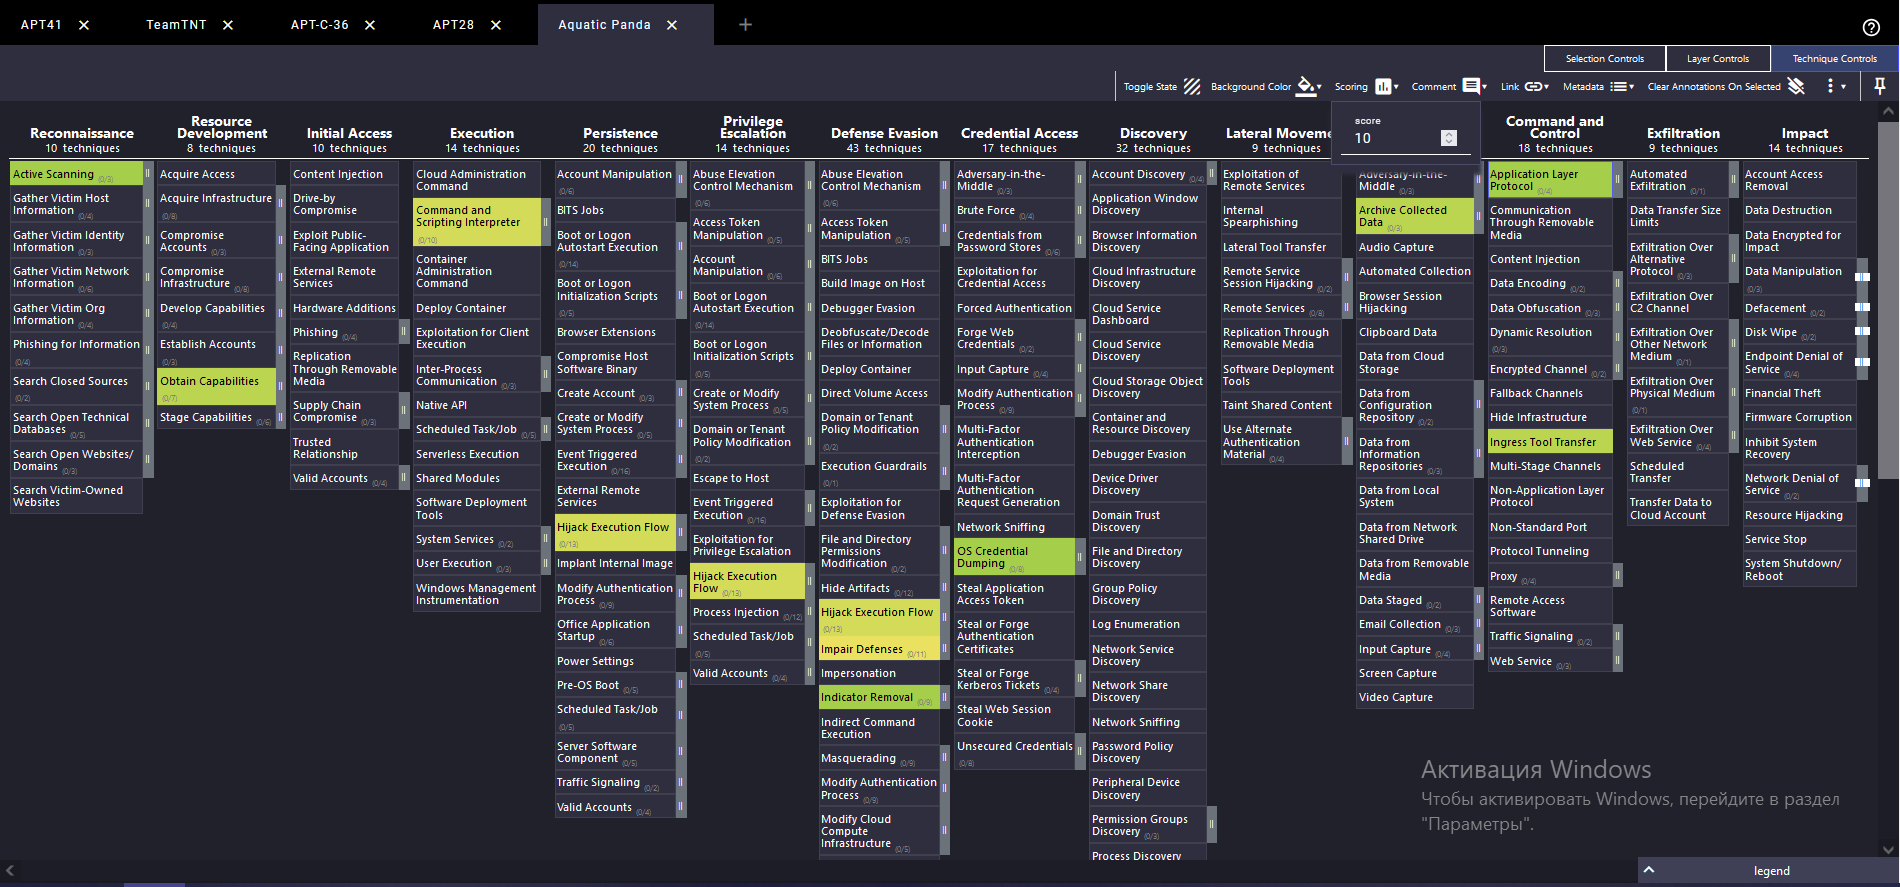 APT41 ✕
TeamTNT ✕
APT-C-36 ✕
APT28 ✕
Aquatic Panda ✕
+
Selection Controls
Layer Controls
Technique Controls
Toggle State
Background Color
Scoring
Comment
Link
Metadata
Clear Annotations On Selected
score
10
Reconnaissance
10 techniques
Active Scanning (0/3)
Gather Victim Host
Information (0/4)
Gather Victim Identity
Information (0/3)
Gather Victim Network
Information (0/6)
Gather Victim Org
Information (0/4)
Phishing for Information
(0/4)
Search Closed Sources
(0/2)
Search Open Technical
Databases (0/5)
Search Open Websites/
Domains (0/3)
Search Victim-Owned
Websites
Resource
Development
8 techniques
Acquire Access
Acquire Infrastructure
(0/8)
Compromise
Accounts (0/3)
Compromise
Infrastructure (0/8)
Develop Capabilities
(0/4)
Establish Accounts
(0/3)
Obtain Capabilities
(0/7)
Stage Capabilities (0/6)
Initial Access
10 techniques
Content Injection
Drive-by
Compromise
Exploit Public-
Facing Application
External Remote
Services
Hardware Additions
Phishing (0/4)
Replication
Through Removable
Media
Supply Chain
Compromise (0/3)
Trusted
Relationship
Valid Accounts (0/4)
Execution
14 techniques
Cloud Administration
Command
Command and
Scripting Interpreter
(0/10)
Container
Administration
Command
Deploy Container
Exploitation for Client
Execution
Inter-Process
Communication (0/3)
Native API
Scheduled Task/Job (0/5)
Serverless Execution
Shared Modules
Software Deployment
Tools
System Services (0/2)
User Execution (0/3)
Windows Management
Instrumentation
Persistence
20 techniques
Account Manipulation
(0/6)
BITS Jobs
Boot or Logon
Autostart Execution
(0/14)
Boot or Logon
Initialization Scripts
(0/5)
Browser Extensions
Compromise Host
Software Binary
Create Account (0/3)
Create or Modify
System Process (0/5)
Event Triggered
Execution (0/16)
External Remote
Services
Hijack Execution Flow
(0/13)
Implant Internal Image
Modify Authentication
Process (0/9)
Office Application
Startup (0/6)
Power Settings
Pre-OS Boot (0/5)
Scheduled Task/Job
(0/5)
Server Software
Component (0/5)
Traffic Signaling (0/2)
Valid Accounts (0/4)
Privilege
Escalation
14 techniques
Abuse Elevation
Control Mechanism
(0/6)
Access Token
Manipulation (0/5)
Account
Manipulation (0/6)
Boot or Logon
Autostart Execution
(0/14)
Boot or Logon
Initialization Scripts
(0/5)
Create or Modify
System Process (0/5)
Domain or Tenant
Policy Modification
(0/2)
Escape to Host
Event Triggered
Execution (0/16)
Exploitation for
Privilege Escalation
Hijack Execution
Flow (0/13)
Process Injection (0/12)
Scheduled Task/Job
(0/5)
Valid Accounts (0/4)
Defense Evasion
43 techniques
Abuse Elevation
Control Mechanism
(0/6)
Access Token
Manipulation (0/5)
BITS Jobs
Build Image on Host
Debugger Evasion
Deobfuscate/Decode
Files or Information
Deploy Container
Direct Volume Access
Domain or Tenant
Policy Modification
(0/2)
Execution Guardrails
(0/1)
Exploitation for
Defense Evasion
File and Directory
Permissions
Modification (0/2)
Hide Artifacts (0/12)
Hijack Execution Flow
(0/13)
Impair Defenses (0/11)
Impersonation
Indicator Removal (0/9)
Indirect Command
Execution
Masquerading (0/9)
Modify Authentication
Process (0/9)
Modify Cloud
Compute
Infrastructure (0/5)
Credential Access
17 techniques
Adversary-in-the-
Middle (0/3)
Brute Force (0/4)
Credentials from
Password Stores (0/6)
Exploitation for
Credential Access
Forced Authentication
Forge Web
Credentials (0/2)
Input Capture (0/4)
Modify Authentication
Process (0/9)
Multi-Factor
Authentication
Interception
Multi-Factor
Authentication
Request Generation
Network Sniffing
OS Credential
Dumping (0/8)
Steal Application
Access Token
Steal or Forge
Authentication
Certificates
Steal or Forge
Kerberos Tickets (0/4)
Steal Web Session
Cookie
Unsecured Credentials
(0/8)
Discovery
32 techniques
Account Discovery (0/4)
Application Window
Discovery
Browser Information
Discovery
Cloud Infrastructure
Discovery
Cloud Service
Dashboard
Cloud Service
Discovery
Cloud Storage Object
Discovery
Container and
Resource Discovery
Debugger Evasion
Device Driver
Discovery
Domain Trust
Discovery
File and Directory
Discovery
Group Policy
Discovery
Log Enumeration
Network Service
Discovery
Network Share
Discovery
Network Sniffing
Password Policy
Discovery
Peripheral Device
Discovery
Permission Groups
Discovery (0/3)
Process Discovery
Lateral Moveme
9 techniques
Exploitation of
Remote Services
Internal
Spearphishing
Lateral Tool Transfer
Remote Service
Session Hijacking (0/2)
Remote Services (0/8)
Replication Through
Removable Media
Software Deployment
Tools
Taint Shared Content
Use Alternate
Authentication
Material (0/4)
Adversary-in-the-
Middle (0/3)
Archive Collected
Data (0/3)
Audio Capture
Automated Collection
Browser Session
Hijacking
Clipboard Data
Data from Cloud
Storage
Data from
Configuration
Repository (0/2)
Data from
Information
Repositories (0/3)
Data from Local
System
Data from Network
Shared Drive
Data from Removable
Media
Data Staged (0/2)
Email Collection (0/3)
Input Capture (0/4)
Screen Capture
Video Capture
Command and
Control
18 techniques
Application Layer
Protocol (0/4)
Communication
Through Removable
Media
Content Injection
Data Encoding (0/2)
Data Obfuscation (0/3)
Dynamic Resolution
(0/3)
Encrypted Channel (0/2)
Fallback Channels
Hide Infrastructure
Ingress Tool Transfer
Multi-Stage Channels
Non-Application Layer
Protocol
Non-Standard Port
Protocol Tunneling
Proxy (0/4)
Remote Access
Software
Traffic Signaling (0/2)
Web Service (0/3)
Exfiltration
9 techniques
Automated
Exfiltration (0/1)
Data Transfer Size
Limits
Exfiltration Over
Alternative
Protocol (0/3)
Exfiltration Over
C2 Channel
Exfiltration Over
Other Network
Medium (0/1)
Exfiltration Over
Physical Medium
(0/1)
Exfiltration Over
Web Service (0/4)
Scheduled
Transfer
Transfer Data to
Cloud Account
Impact
14 techniques
Account Access
Removal
Data Destruction
Data Encrypted for
Impact
Data Manipulation
(0/3)
Defacement (0/2)
Disk Wipe (0/2)
Endpoint Denial of
Service (0/4)
Financial Theft
Firmware Corruption
Inhibit System
Recovery
Network Denial of
Service (0/2)
Resource Hijacking
Service Stop
System Shutdown/
Reboot
Активация Windows
Чтобы активировать Windows, перейдите в раздел
"Параметры".
legend